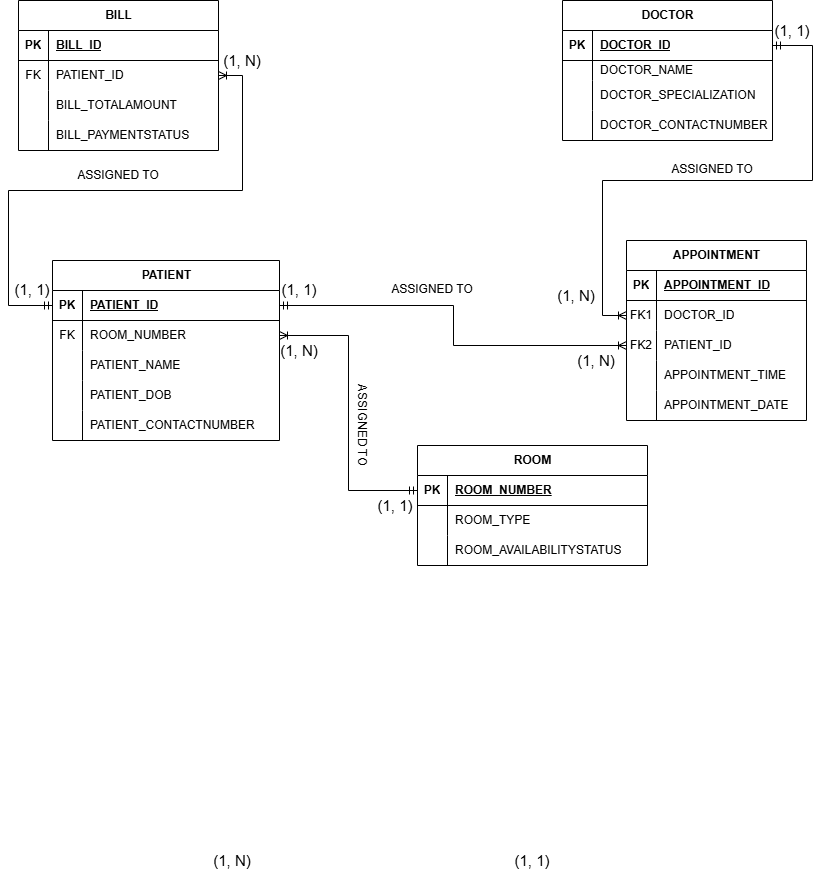 BILL
PK BILL_ID
FK PATIENT_ID
BILL_TOTALAMOUNT
BILL_PAYMENTSTATUS
(1, N)
ASSIGNED TO
DOCTOR
PK DOCTOR_ID
DOCTOR_NAME
DOCTOR_SPECIALIZATION
DOCTOR_CONTACTNUMBER
(1, 1)
ASSIGNED TO
(1, 1)
PATIENT
PK PATIENT_ID
FK ROOM_NUMBER
PATIENT_NAME
PATIENT_DOB
PATIENT_CONTACTNUMBER
(1, 1)
ASSIGNED TO
(1, N)
(1, N)
APPOINTMENT
PK APPOINTMENT_ID
FK1 DOCTOR_ID
FK2 PATIENT_ID
APPOINTMENT_TIME
APPOINTMENT_DATE
(1, N)
ASSIGNED TO
(1, 1)
ROOM
PK ROOM_NUMBER
ROOM_TYPE
ROOM_AVAILABILITYSTATUS
(1, N)
(1, 1)